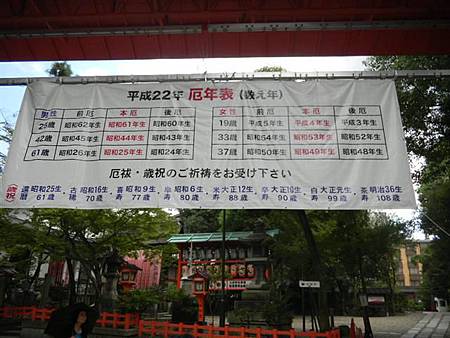 平成22年 厄年表 (数え年)
男性 前厄 本厄 後厄 女性 前厄 本厄 後厄
25歳 昭和62年生 昭和61年生 昭和60年生 19歳 平成5年生 平成4年生 平成3年生
42歳 昭和45年生 昭和44年生 昭和43年生 33歳 昭和54年生 昭和53年生 昭和52年生
61歳 昭和26年生 昭和25年生 昭和24年生 37歳 昭和50年生 昭和49年生 昭和48年生
厄祓・歳祝のご祈祷をお受け下さい
(歳祝) 還暦 昭和25生 61歳 古稀 昭和16生 70歳 喜寿 昭和9生 77歳 傘寿 昭和6生 80歳 米寿 大正12生 88歳 卒寿 大正10生 90歳 白寿 大正元生 99歳 茶寿 明治36生 108歳